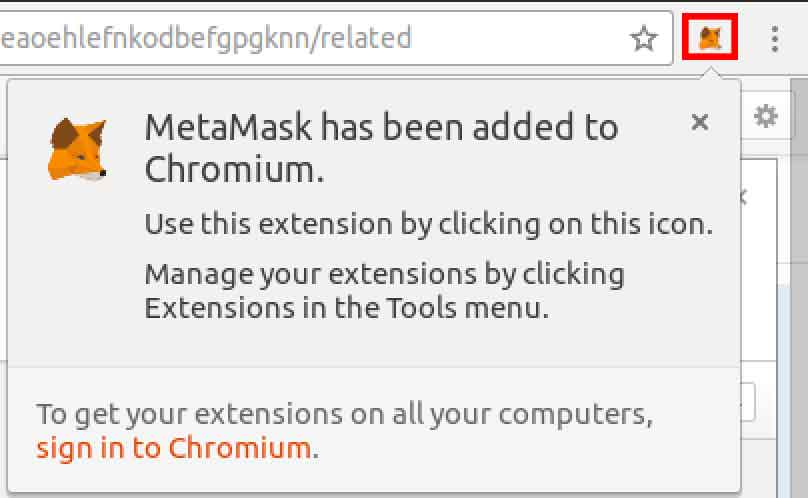 eaoehlefnkodbefgpgknn/related
MetaMask has been added to
Chromium.
Use this extension by clicking on this icon.
Manage your extensions by clicking
Extensions in the Tools menu.
To get your extensions on all your computers,
sign in to Chromium.